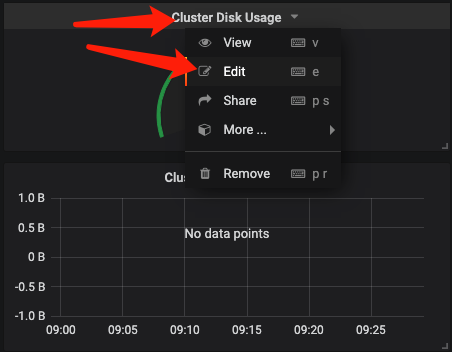 Cluster Disk Usage
View v
Edit e
Share p s
More ...
Remove p r
Clus
1.0 B
0.5 B
0 B
-0.5 B
-1.0 B
No data points
09:00 09:05 09:10 09:15 09:20 09:25